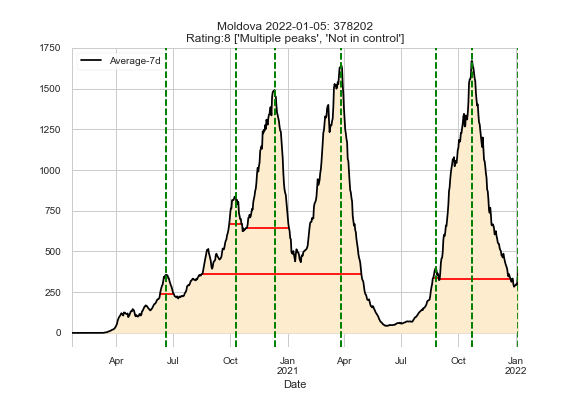 Moldova 2022-01-05: 378202
Rating:8 ['Multiple peaks', 'Not in control']
1750
1500
1250
1000
750
500
250
0
Average-7d
Apr Jul Oct Jan Apr Jul Oct Jan
2021 2022
Date